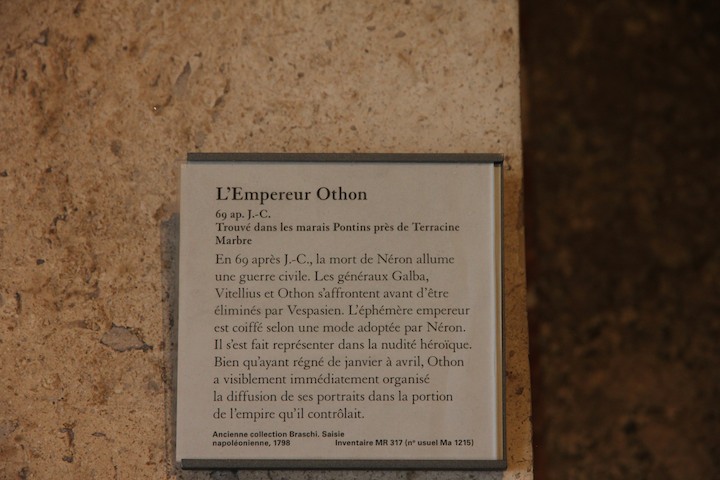 L'Empereur Othon
69 ap. J.-C.
Trouvé dans les marais Pontins près de Terracine
Marbre
En 69 après J.-C., la mort de Néron allume
une guerre civile. Les généraux Galba,
Vitellius et Othon s'affrontent avant d'être
éliminés par Vespasien. L'éphémère empereur
est coiffé selon une mode adoptée par Néron.
Il s'est fait représenter dans la nudité héroïque.
Bien qu'ayant régné de janvier à avril, Othon
a visiblement immédiatement organisé
la diffusion de ses portraits dans la portion
de l'empire qu'il contrôlait.
Ancienne collection Braschi. Saisie
napoléonienne, 1798 Inventaire MR 317 (n° usuel Ma 1215)